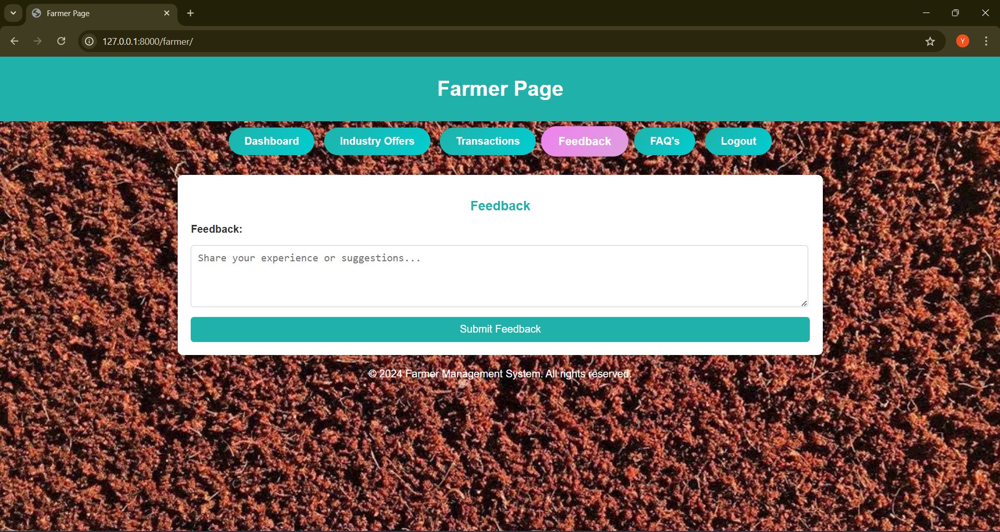 Farmer Page
127.0.0.1:8000/farmer/
Y
Farmer Page
Dashboard
Industry Offers
Transactions
Feedback
FAQ's
Logout
Feedback
Feedback:
Share your experience or suggestions...
Submit Feedback
© 2024 Farmer Management System. All rights reserved.